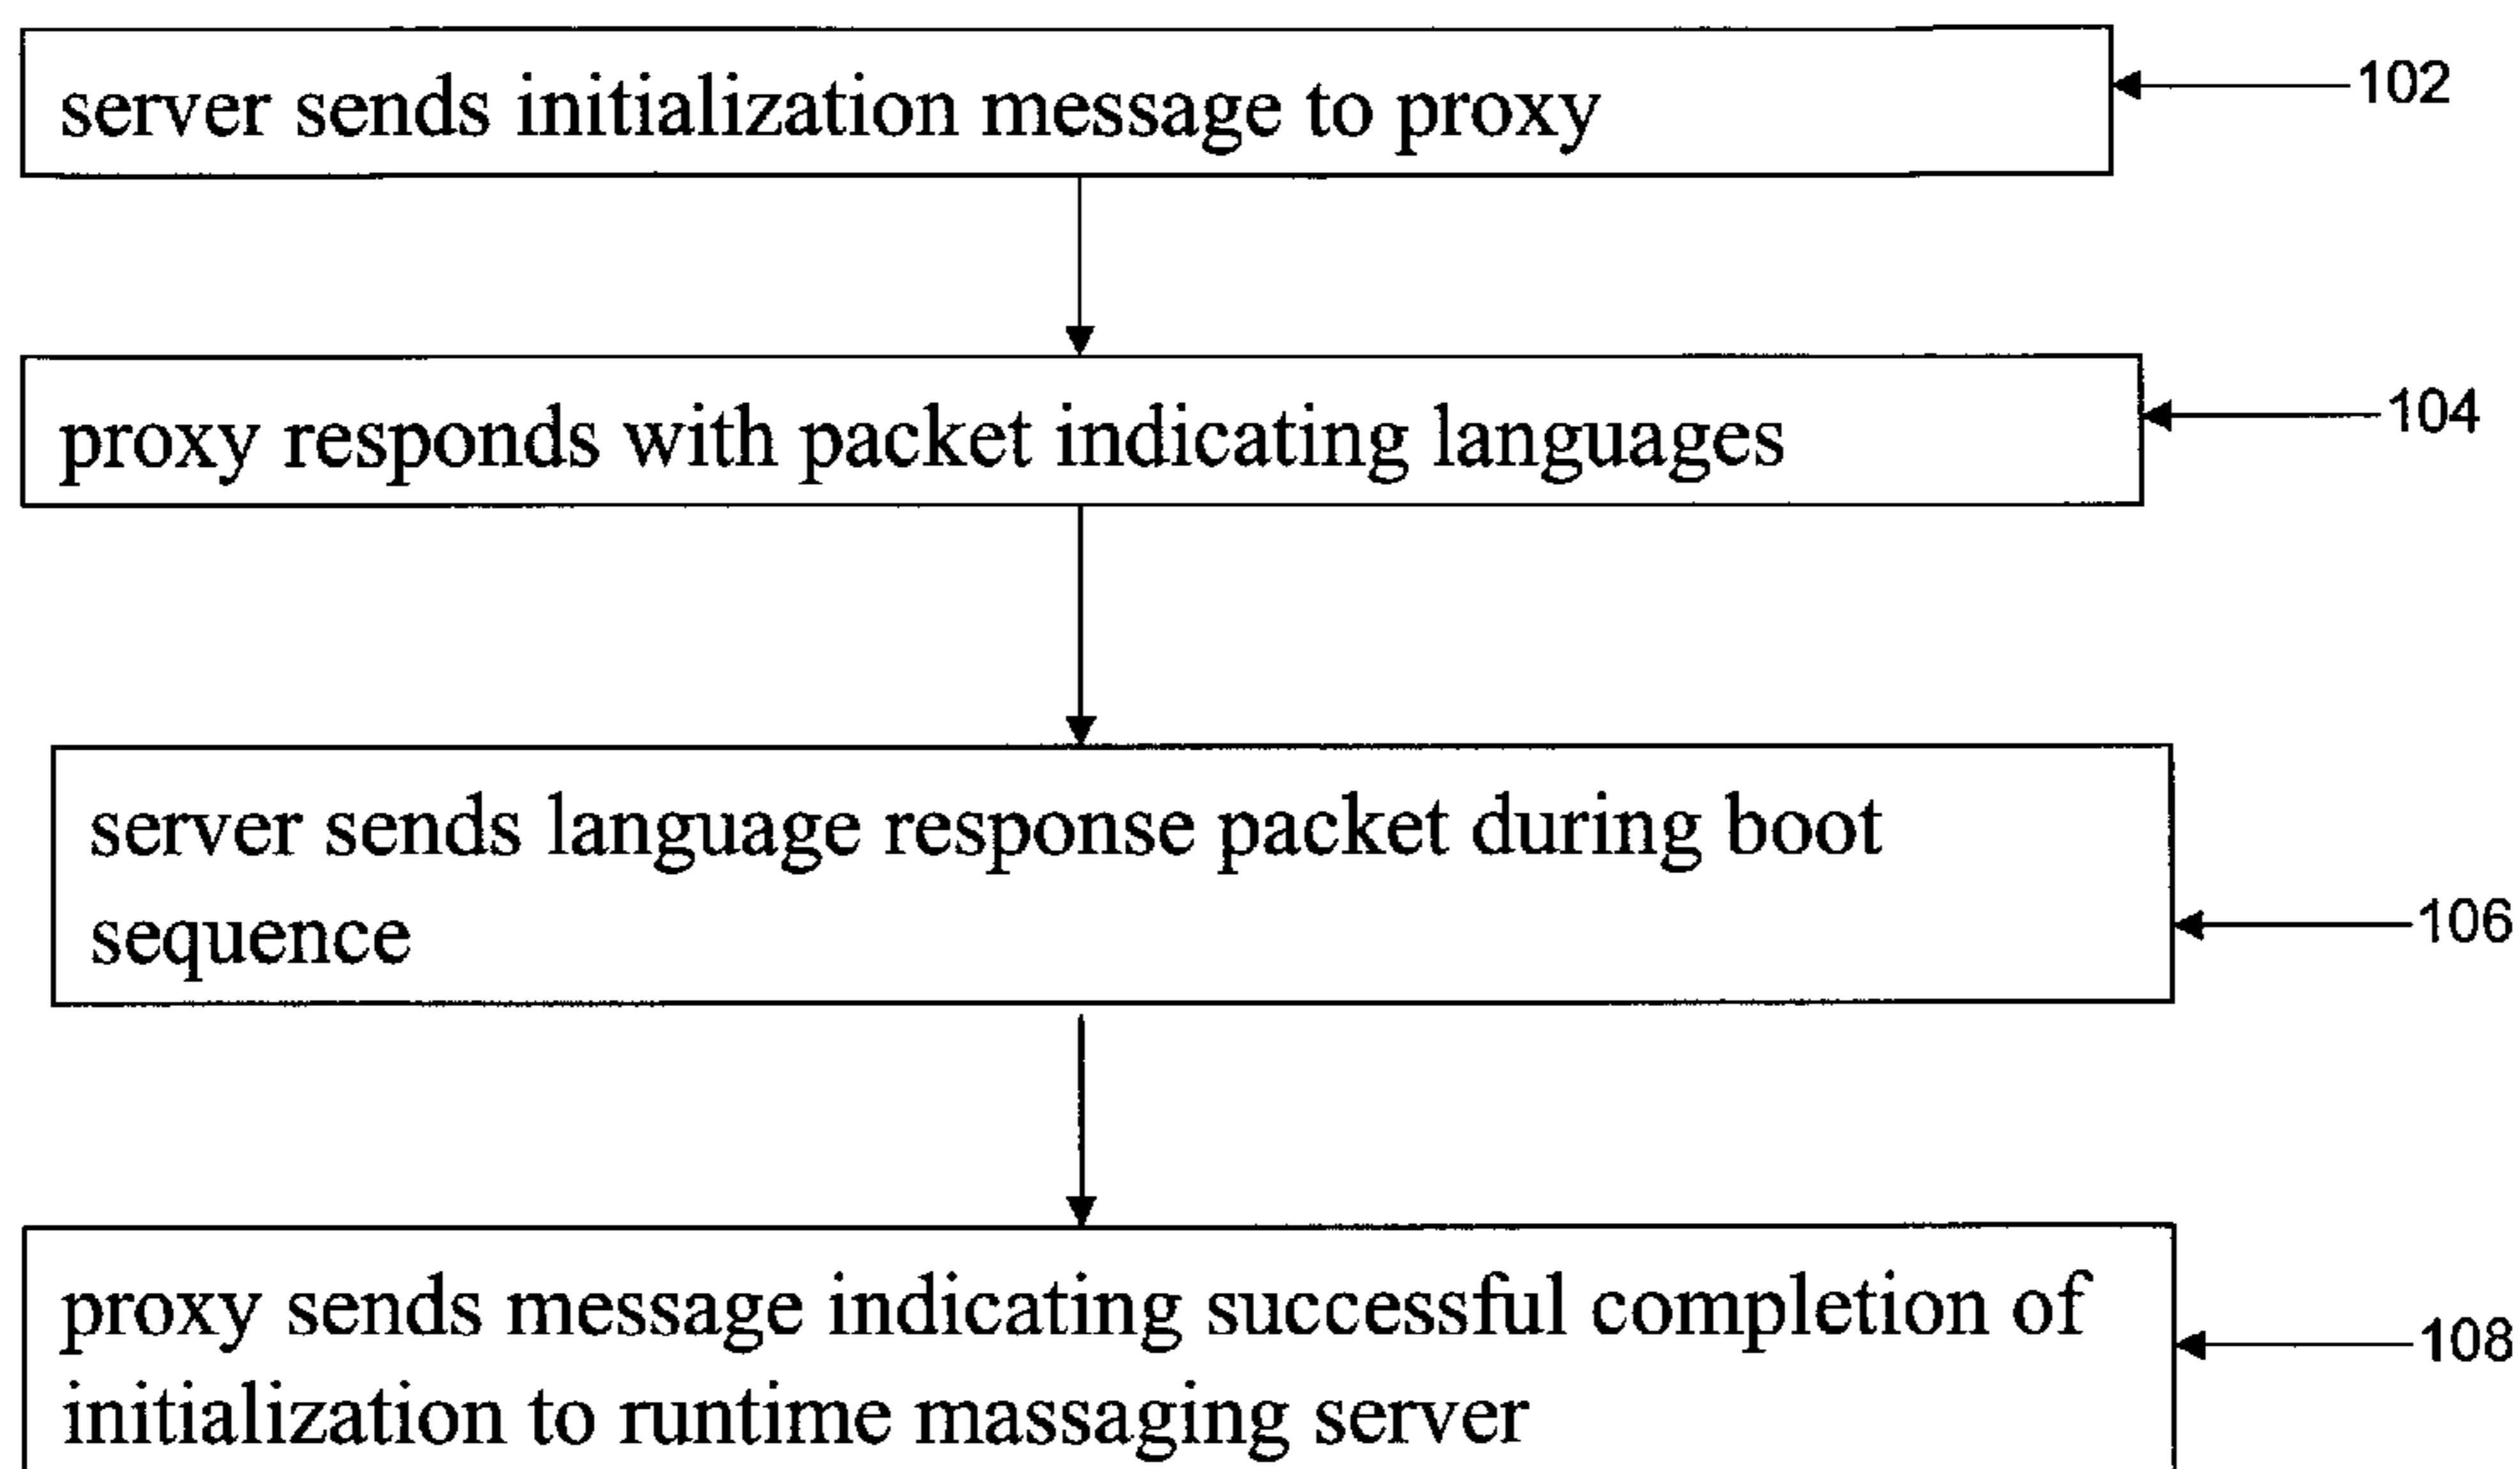 server sends initialization message to proxy
102
proxy responds with packet indicating languages
104
server sends language response packet during boot
sequence
106
proxy sends message indicating successful completion of
initialization to runtime massaging server
108